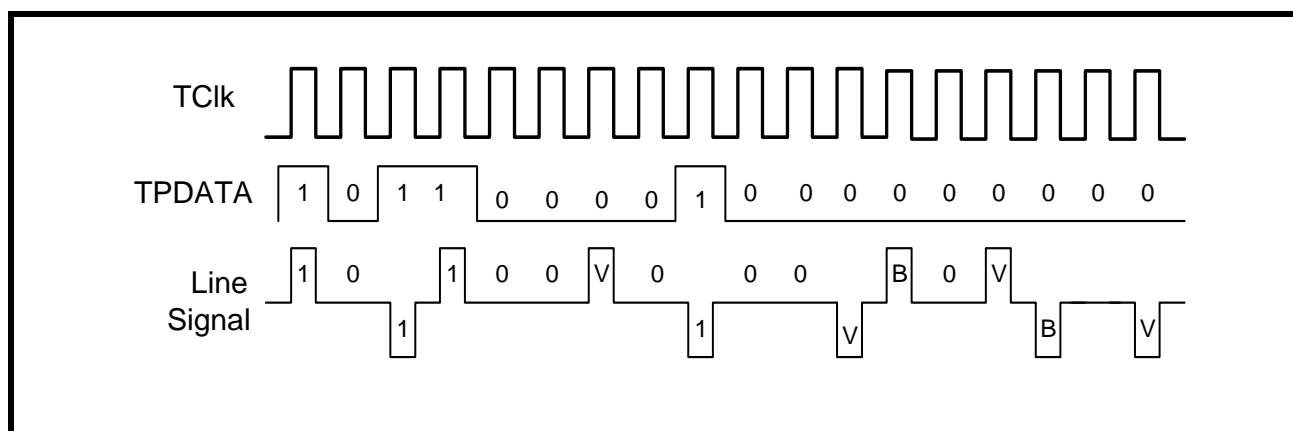 TClk
TPDATA 1 0 1 1 0 0 0 0 1 0 0 0 0 0 0 0 0 0
1 0 1 0 0 V 0 0 0 B 0 V
Line
Signal
1 1 V B V